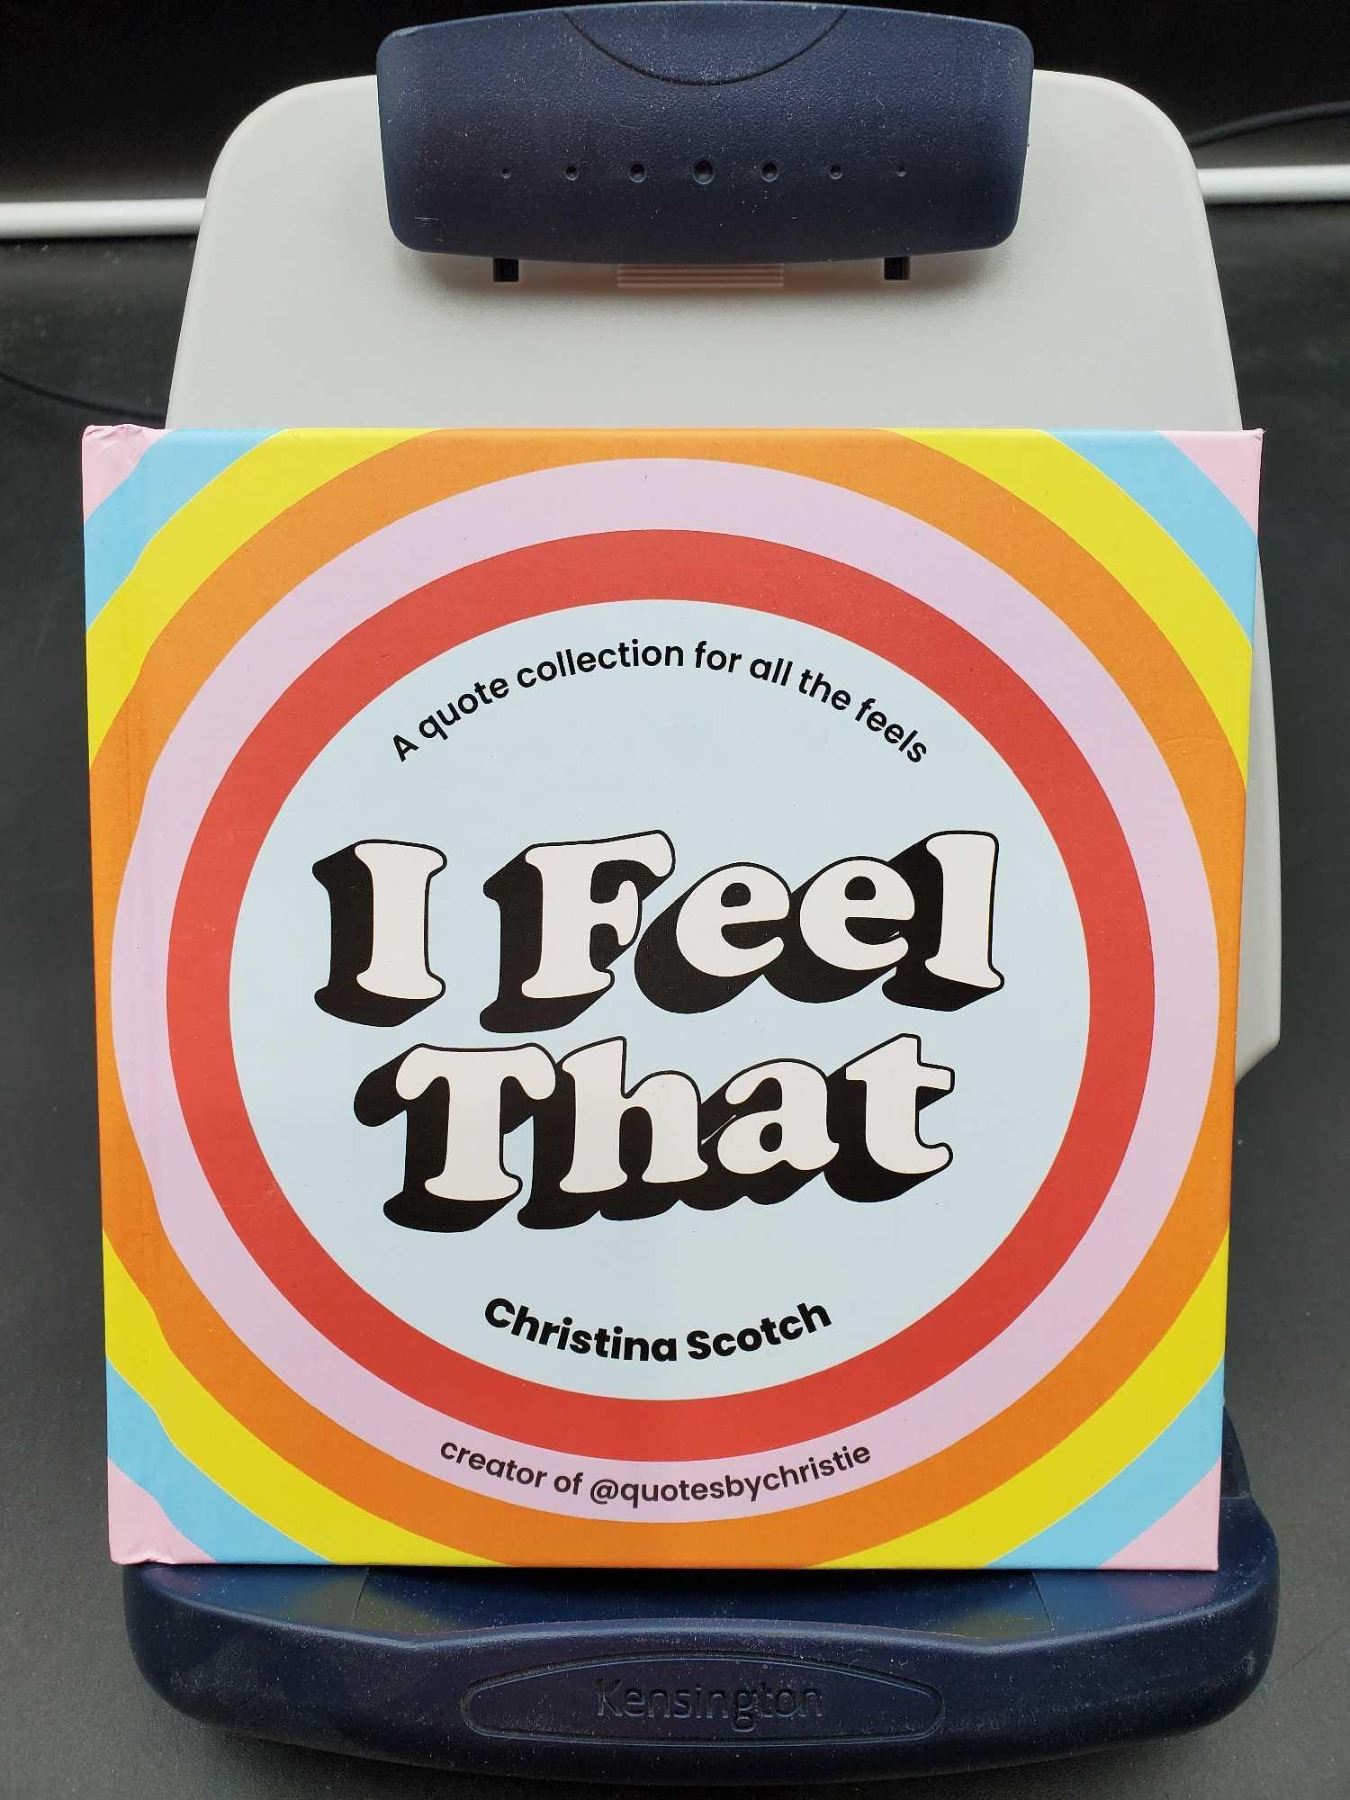 A quote collection for all the feels
I Feel
That
Christina Scotch
creator of @quotesbychristie
Kensington